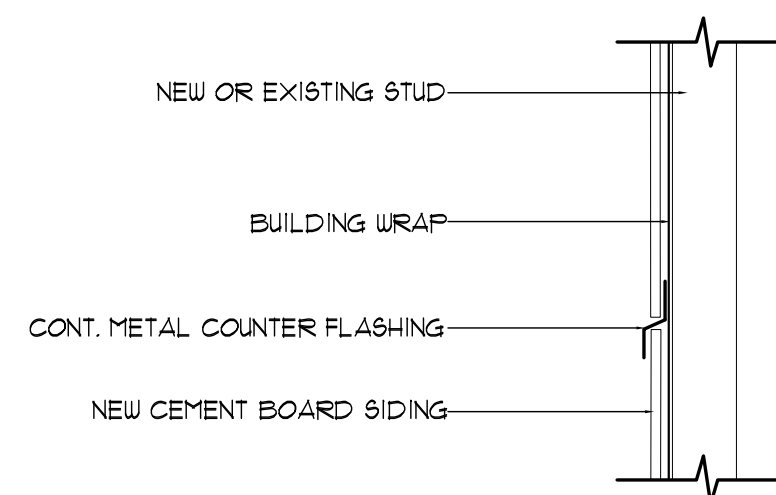 NEW OR EXISTING STUD
BUILDING WRAP
CONT. METAL COUNTER FLASHING
NEW CEMENT BOARD SIDING